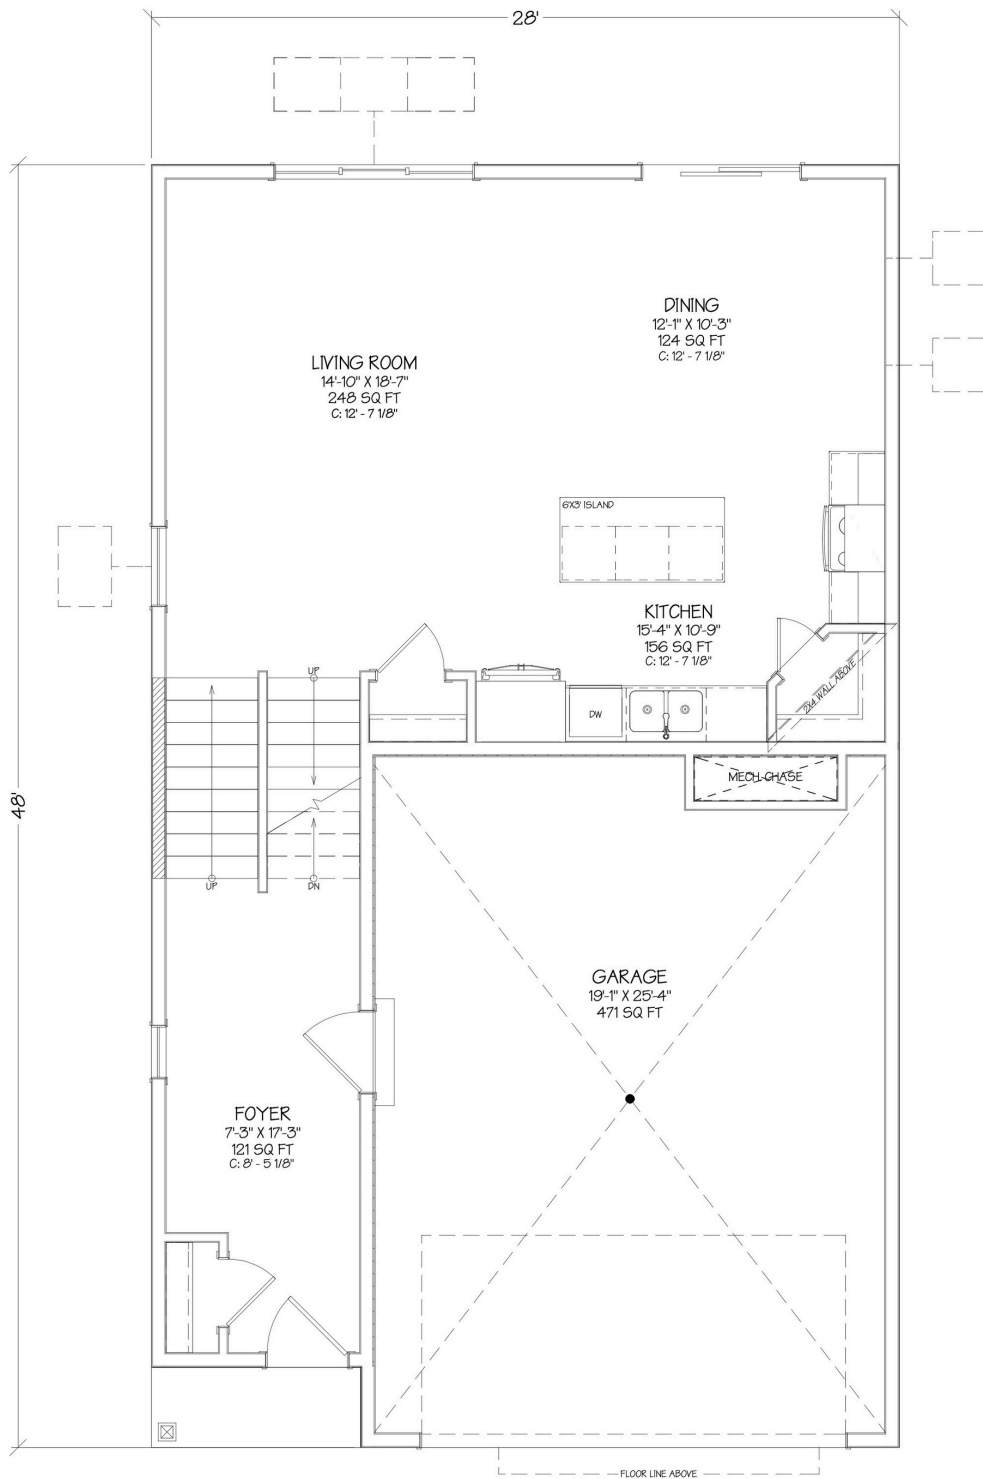 28'
DINING
12'-1" X 10'-3"
124 SQ FT
C: 12' - 7 1/8"
LIVING ROOM
14'-10" X 18'-7"
248 SQ FT
C: 12' - 7 1/8"
6'X3' ISLAND
KITCHEN
15'-4" X 10'-9"
156 SQ FT
C: 12' - 7 1/8"
UP
2X4 WALL ABOVE
DW
MECH CHASE
48'
UP
DN
GARAGE
19'-1" X 25'-4"
471 SQ FT
FOYER
7'-3" X 17'-3"
121 SQ FT
C: 8' - 5 1/8"
FLOOR LINE ABOVE